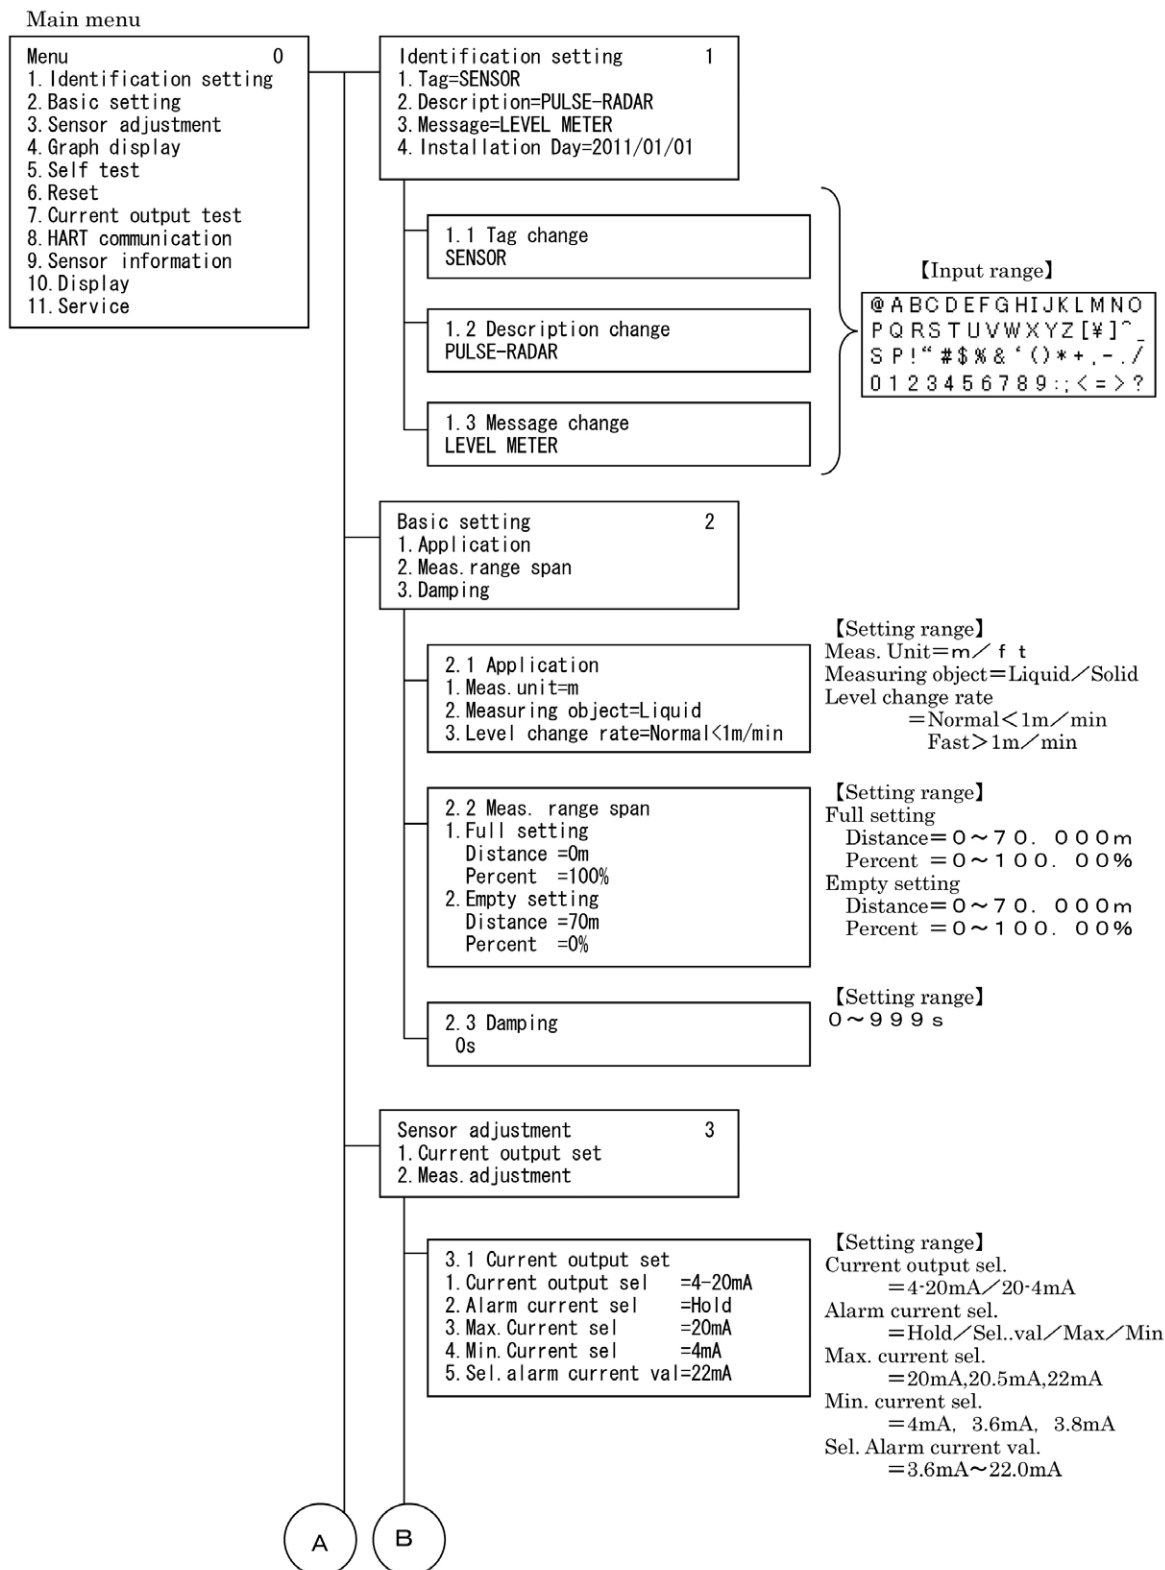 Main menu
Menu 0
1. Identification setting
2. Basic setting
3. Sensor adjustment
4. Graph display
5. Self test
6. Reset
7. Current output test
8. HART communication
9. Sensor information
10. Display
11. Service
Identification setting 1
1. Tag=SENSOR
2. Description=PULSE-RADAR
3. Message=LEVEL METER
4. Installation Day=2011/01/01
1.1 Tag change
SENSOR
1.2 Description change
PULSE-RADAR
1.3 Message change
LEVEL METER
【Input range】
@ABCDEFGHIJKLMNO
PQRSTUVWXYZ[¥]^_
SP!“#$%&‘()*+,-./
0123456789:;<=>?
Basic setting 2
1. Application
2. Meas. range span
3. Damping
2.1 Application
1. Meas. unit=m
2. Measuring object=Liquid
3. Level change rate=Normal<1m/min
【Setting range】
Meas. Unit=m／ｆｔ
Measuring object=Liquid／Solid
Level change rate
=Normal＜1m／min
Fast＞1m／min
2.2 Meas. range span
1. Full setting
Distance =0m
Percent =100%
2. Empty setting
Distance =70m
Percent =0%
【Setting range】
Full setting
Distance=０～７０．０００m
Percent =０～１００．００%
Empty setting
Distance=０～７０．０００m
Percent =０～１００．００%
2.3 Damping
0s
【Setting range】
０～９９９ｓ
Sensor adjustment 3
1. Current output set
2. Meas. adjustment
3.1 Current output set
1. Current output sel =4-20mA
2. Alarm current sel =Hold
3. Max. Current sel =20mA
4. Min. Current sel =4mA
5. Sel. alarm current val=22mA
【Setting range】
Current output sel.
=4-20mA／20-4mA
Alarm current sel.
=Hold／Sel..val／Max／Min
Max. current sel.
=20mA,20.5mA,22mA
Min. current sel.
=4mA, 3.6mA, 3.8mA
Sel. Alarm current val.
=3.6mA～22.0mA
A
B